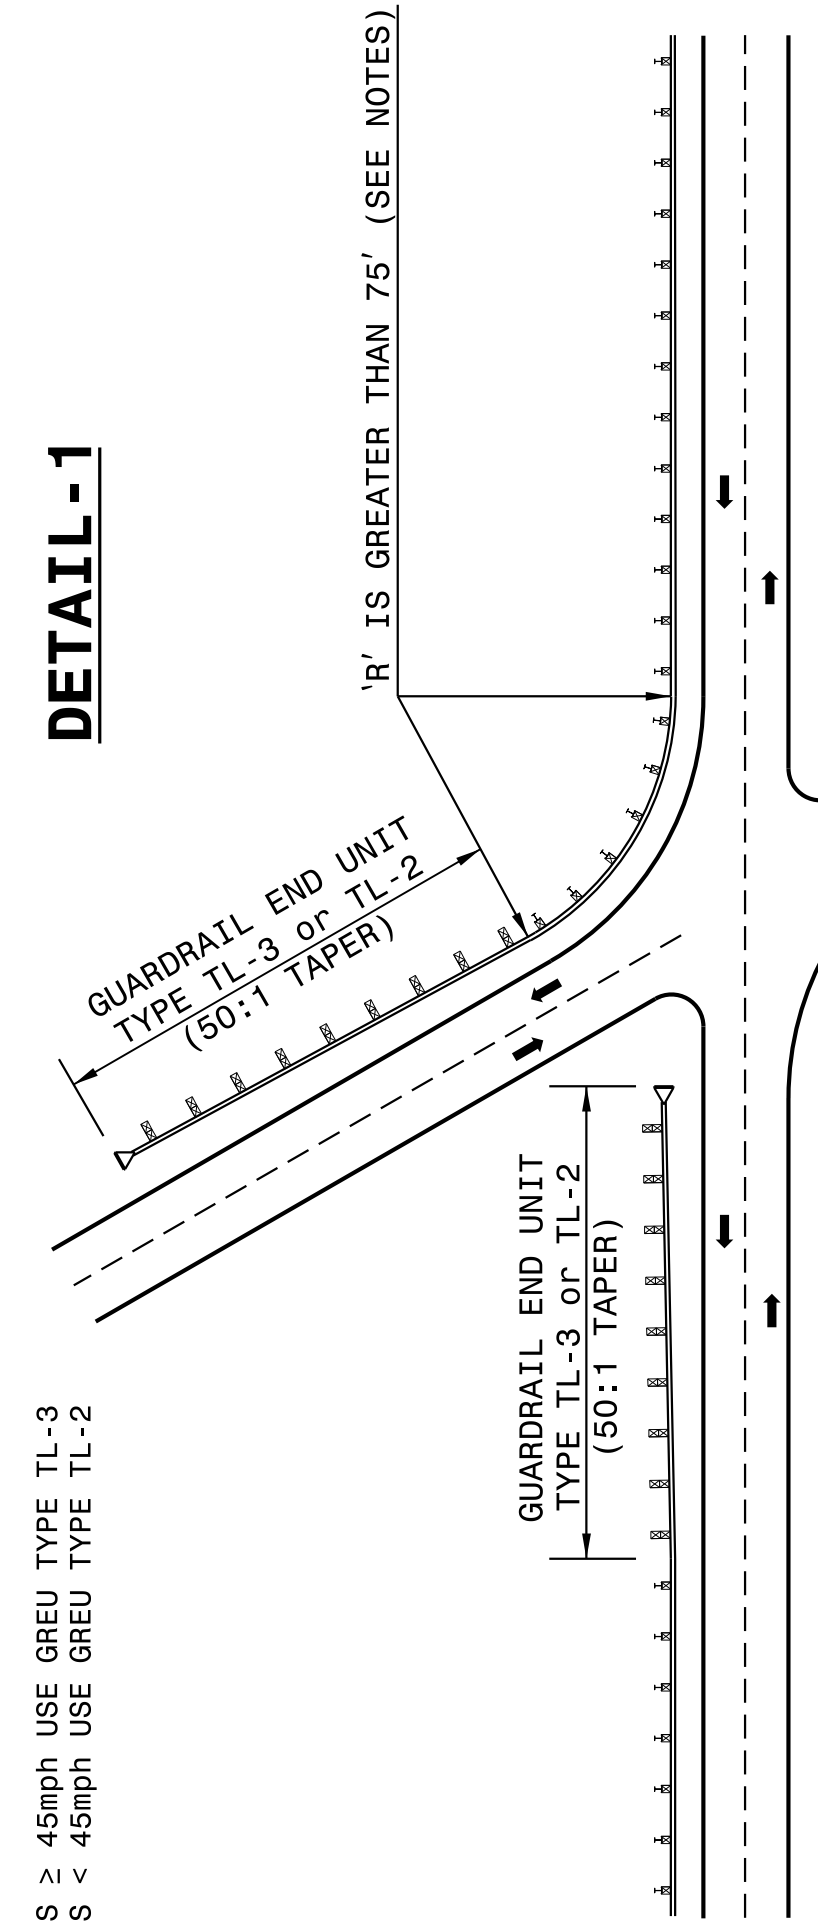 DETAIL-1
'R' IS GREATER THAN 75' (SEE NOTES)
GUARDRAIL END UNIT
TYPE TL-3 or TL-2
(50:1 TAPER)
GUARDRAIL END UNIT
TYPE TL-3 or TL-2
(50:1 TAPER)
S ≥ 45mph USE GREU TYPE TL-3
S < 45mph USE GREU TYPE TL-2